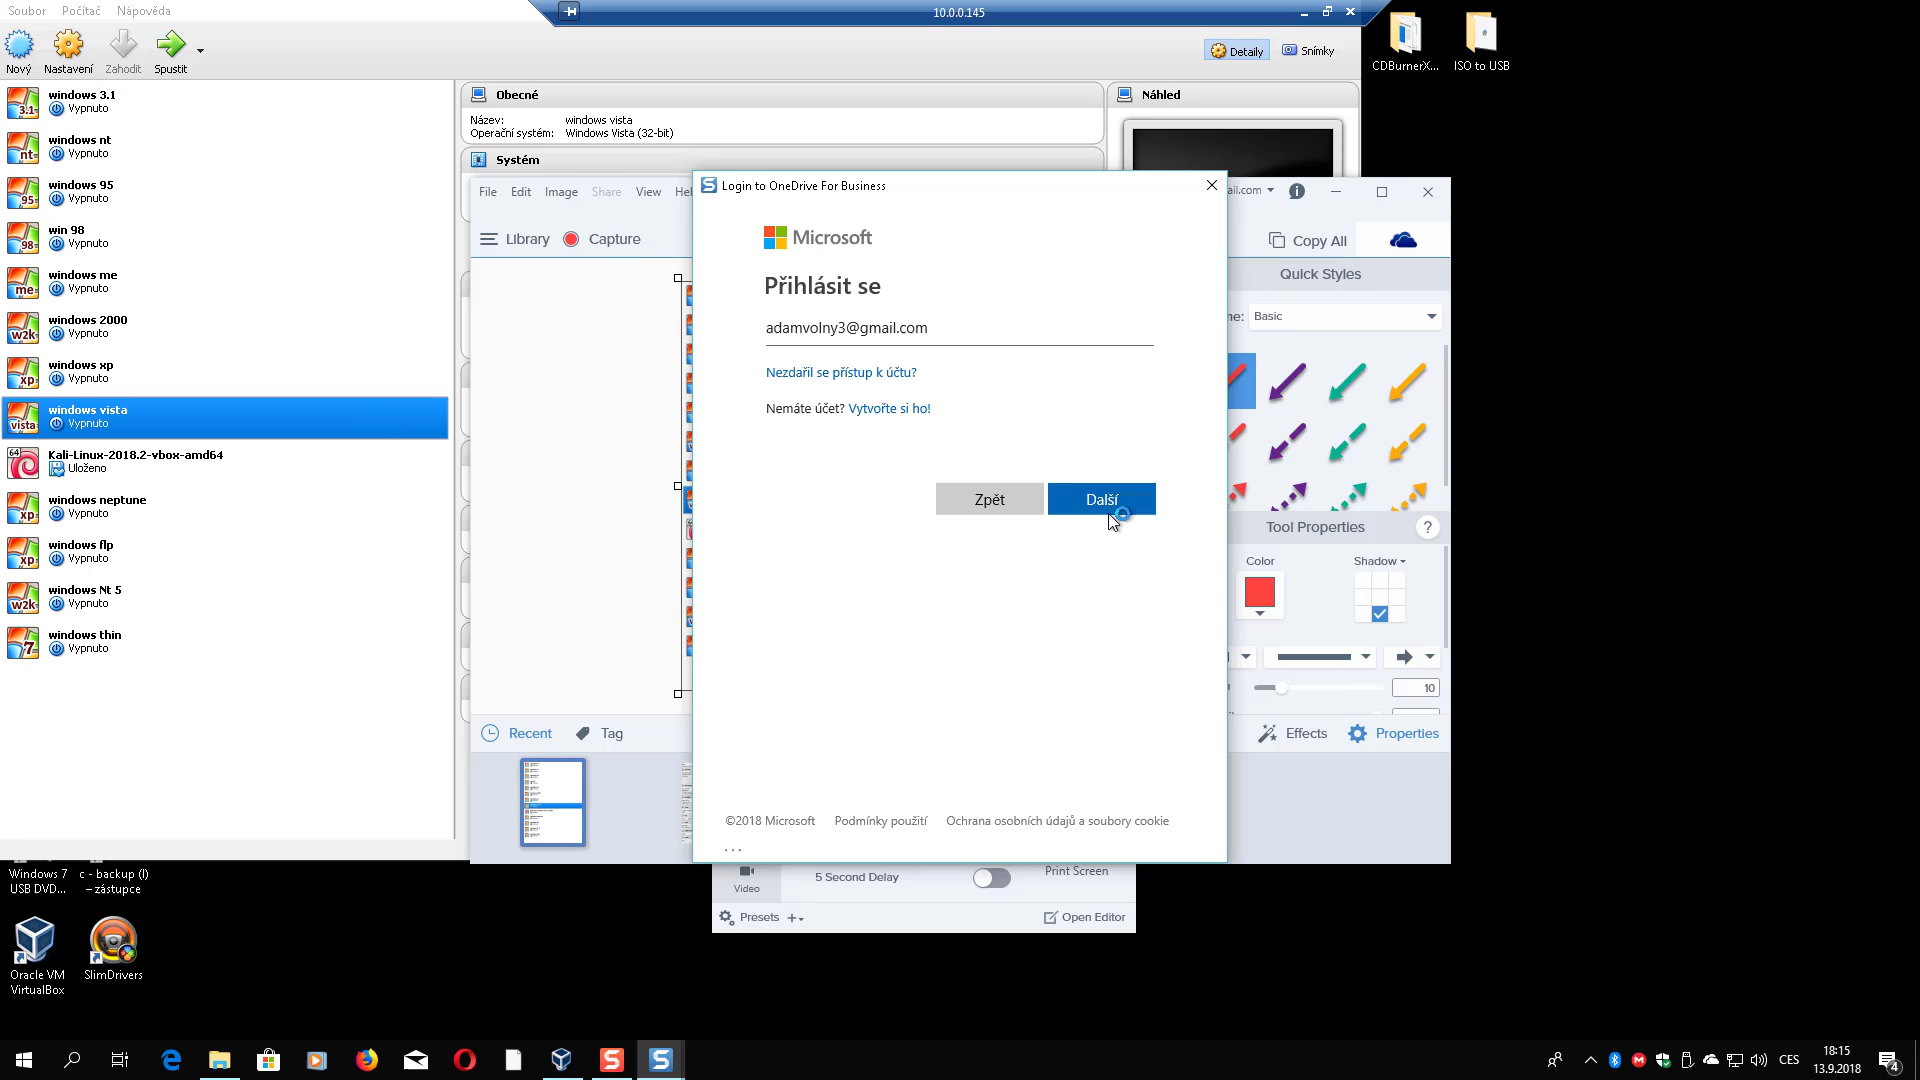 Soubor Počítač Nápověda
10.0.0.145
Nový Nastavení Zahodit Spustit
Detaily Snímky
CDBurnerX... ISO to USB
windows 3.1
Vypnuto
windows nt
Vypnuto
windows 95
Vypnuto
win 98
Vypnuto
windows me
Vypnuto
windows 2000
Vypnuto
windows xp
Vypnuto
windows vista
Vypnuto
Kali-Linux-2018.2-vbox-amd64
Uloženo
windows neptune
Vypnuto
windows flp
Vypnuto
windows Nt 5
Vypnuto
windows thin
Vypnuto
Obecné
Název: windows vista
Operační systém: Windows Vista (32-bit)
Systém
Náhled
File Edit Image Share View Hel
ail.com
Library Capture
Copy All
Login to OneDrive For Business
Microsoft
Přihlásit se
adamvolny3@gmail.com
Nezdařil se přístup k účtu?
Nemáte účet? Vytvořte si ho!
Zpět Další
©2018 Microsoft Podmínky použití Ochrana osobních údajů a soubory cookie
...
Quick Styles
ne: Basic
Tool Properties ?
Color Shadow
10
Recent Tag
Effects Properties
Video 5 Second Delay Print Screen
Presets Open Editor
Windows 7
USB DVD...
c - backup (l)
– zástupce
Oracle VM
VirtualBox
SlimDrivers
CES
18:15
13.9.2018
4